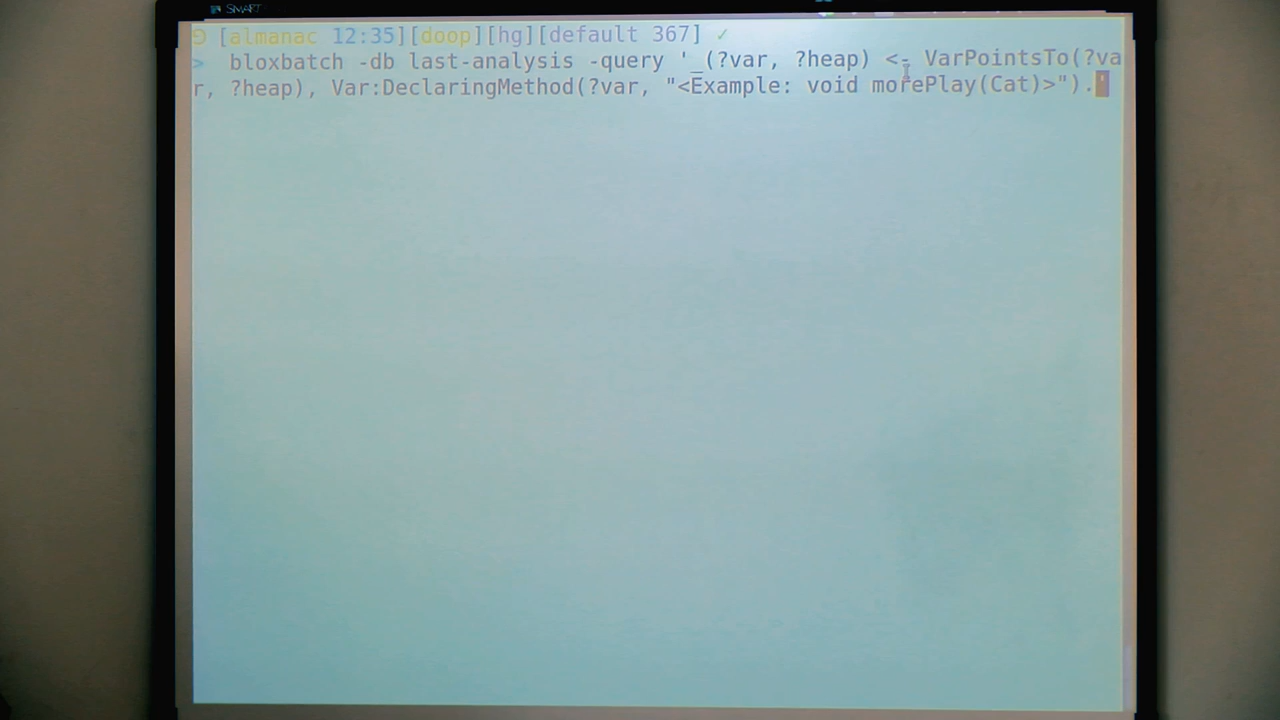 SMART
[almanac 12:35][doop][hg][default 367] ✓
> bloxbatch -db last-analysis -query '_(?var, ?heap) <- VarPointsTo(?va
r, ?heap), Var:DeclaringMethod(?var, "<Example: void morePlay(Cat)>").'